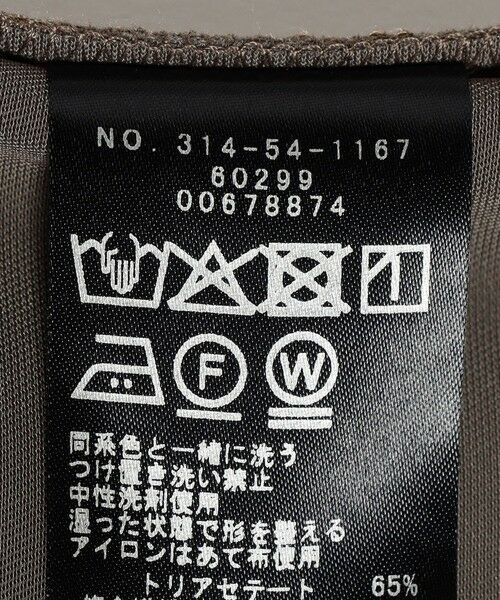 NO. 314-54-1167
60299
00678874
F W
同系色と一緒に洗う
つけ置き洗い禁止
中性洗剤使用
湿った状態で形を整える
アイロンはあて布使用
トリアセテート 65%